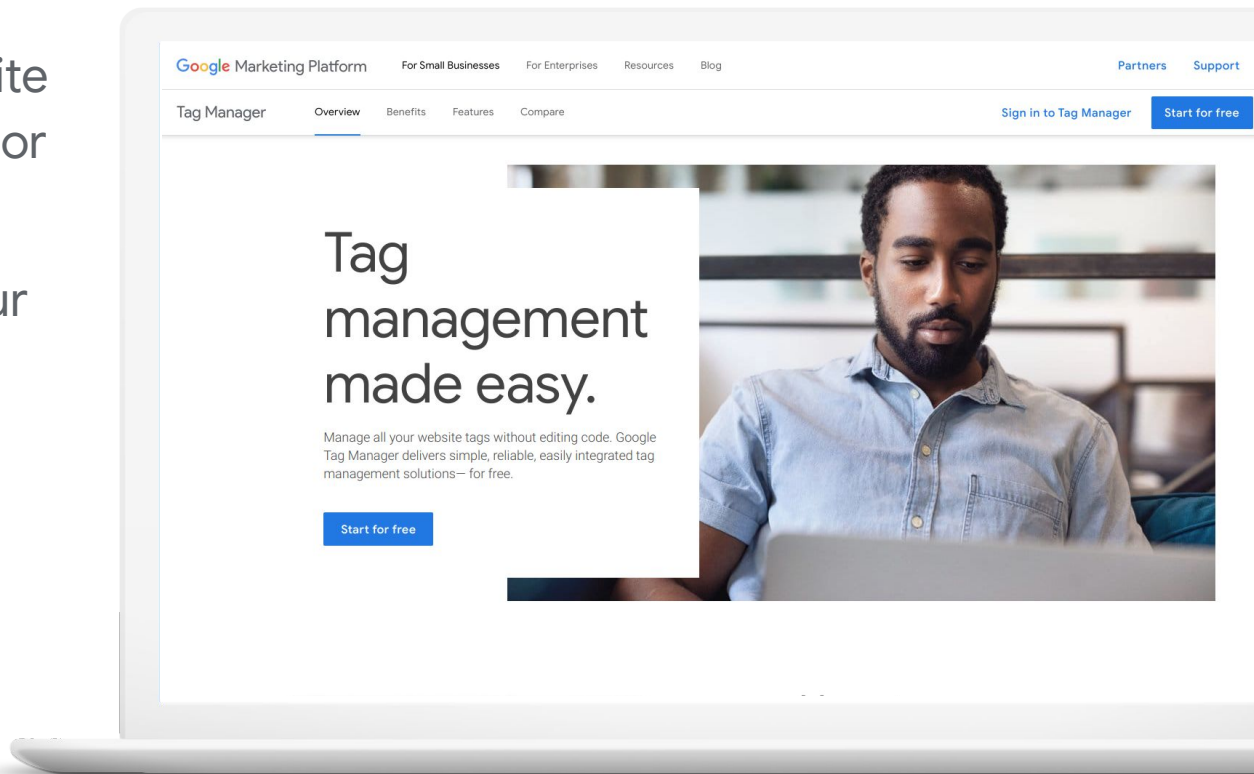 ite
or
ur
Google Marketing Platform For Small Businesses For Enterprises Resources Blog Partners Support
Tag Manager Overview Benefits Features Compare Sign in to Tag Manager Start for free
Tag
management
made easy.
Manage all your website tags without editing code. Google
Tag Manager delivers simple, reliable, easily integrated tag
management solutions— for free.
Start for free